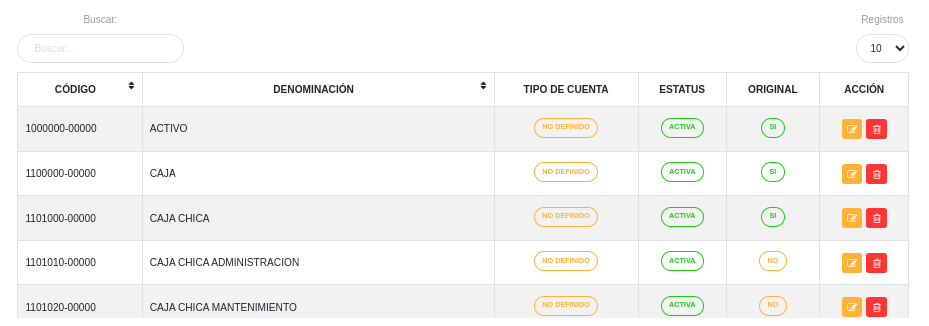 Buscar: Registros
Buscar... 10
CÓDIGO DENOMINACIÓN TIPO DE CUENTA ESTATUS ORIGINAL ACCIÓN
1000000-00000 ACTIVO NO DEFINIDO ACTIVA SI
1100000-00000 CAJA NO DEFINIDO ACTIVA SI
1101000-00000 CAJA CHICA NO DEFINIDO ACTIVA SI
1101010-00000 CAJA CHICA ADMINISTRACION NO DEFINIDO ACTIVA NO
1101020-00000 CAJA CHICA MANTENIMIENTO NO DEFINIDO ACTIVA NO